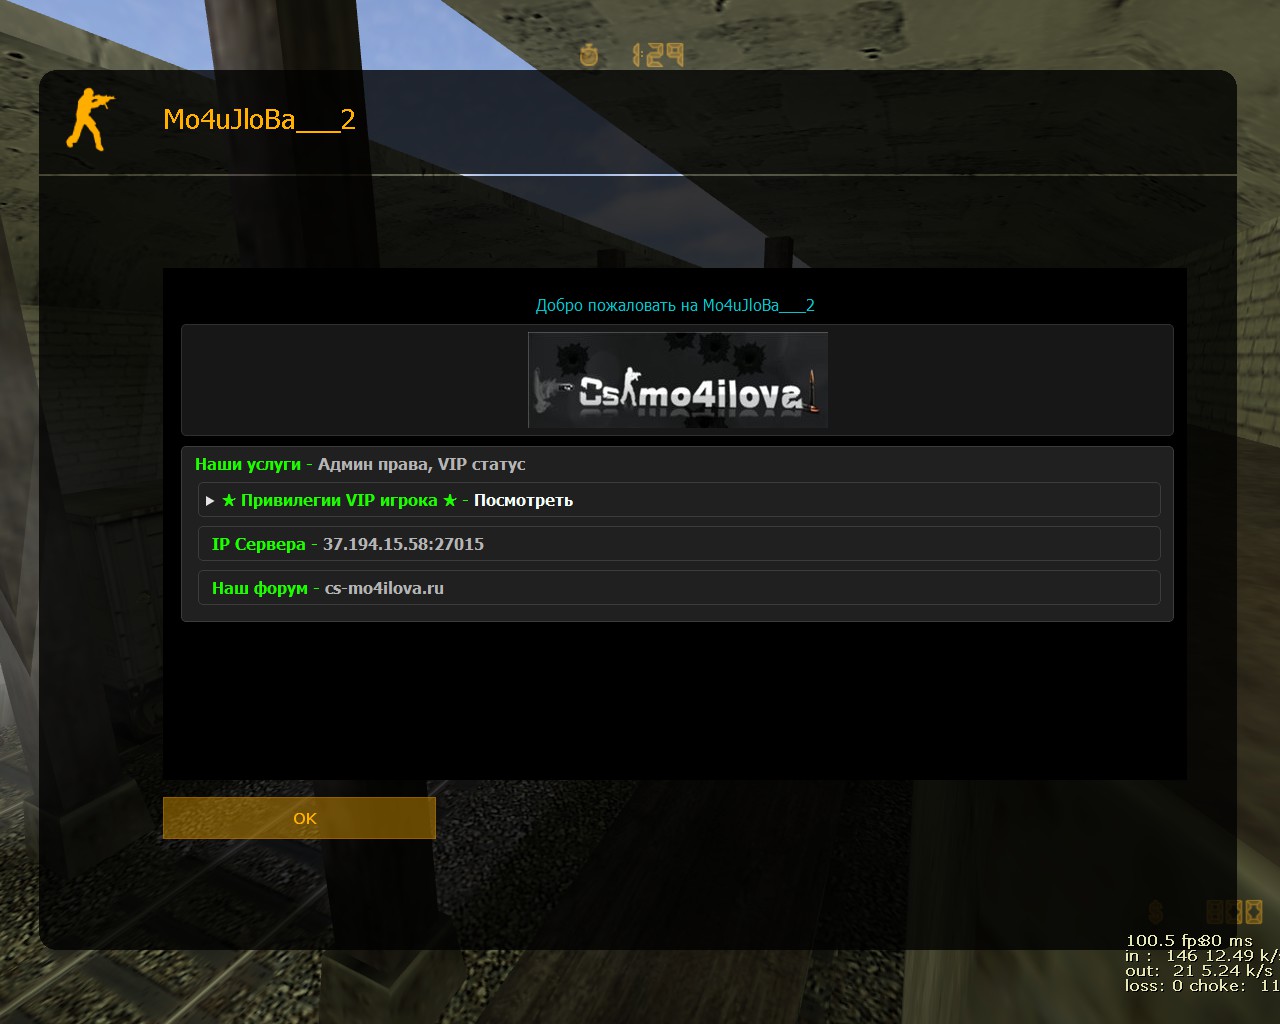 1:29
Mo4uJloBa___2
Добро пожаловать на Mo4uJloBa___2
Cs mo4ilova
Наши услуги - Админ права, VIP статус
★ Привилегии VIP игрока ★ - Посмотреть
IP Сервера - 37.194.15.58:27015
Наш форум - cs-mo4ilova.ru
OK
$ 800
100.5 fps 80 ms
in : 146 12.49 k/s
out: 21 5.24 k/s
loss: 0 choke: 11